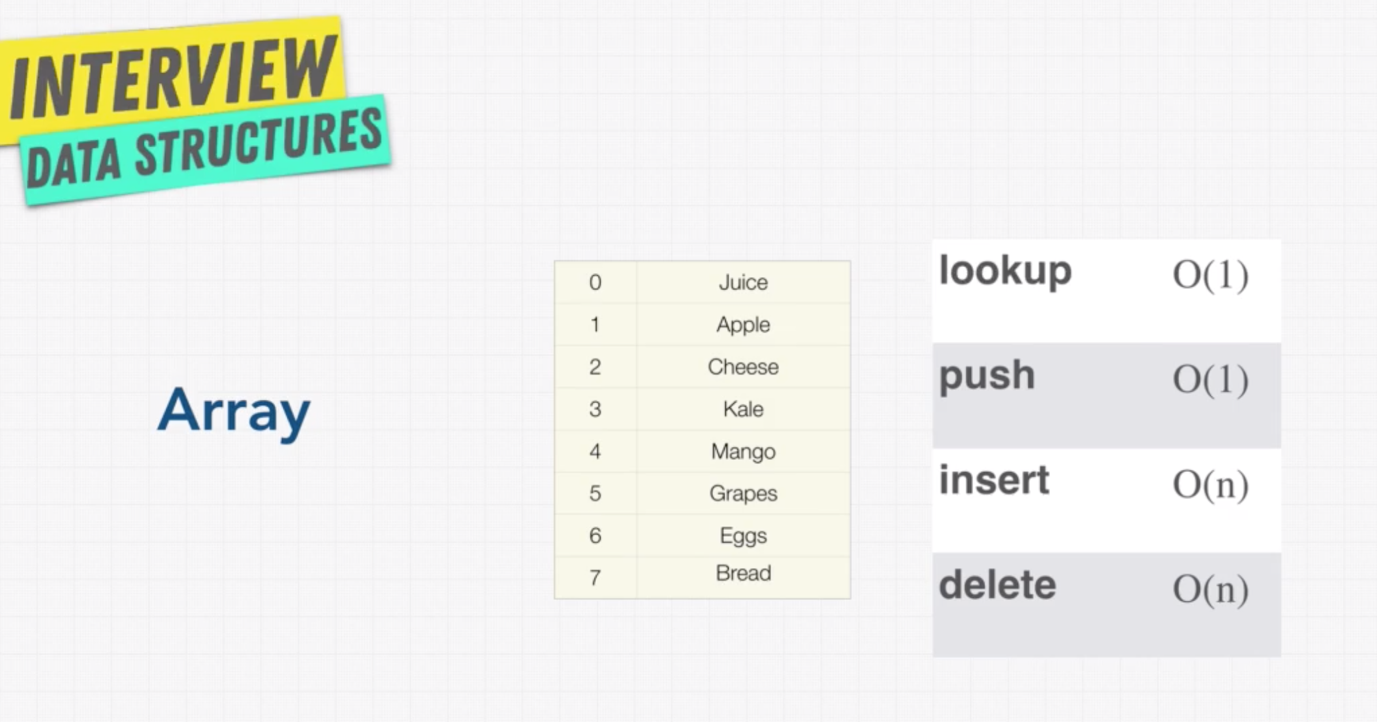 INTERVIEW
DATA STRUCTURES
Array
0 Juice
1 Apple
2 Cheese
3 Kale
4 Mango
5 Grapes
6 Eggs
7 Bread
lookup O(1)
push O(1)
insert O(n)
delete O(n)